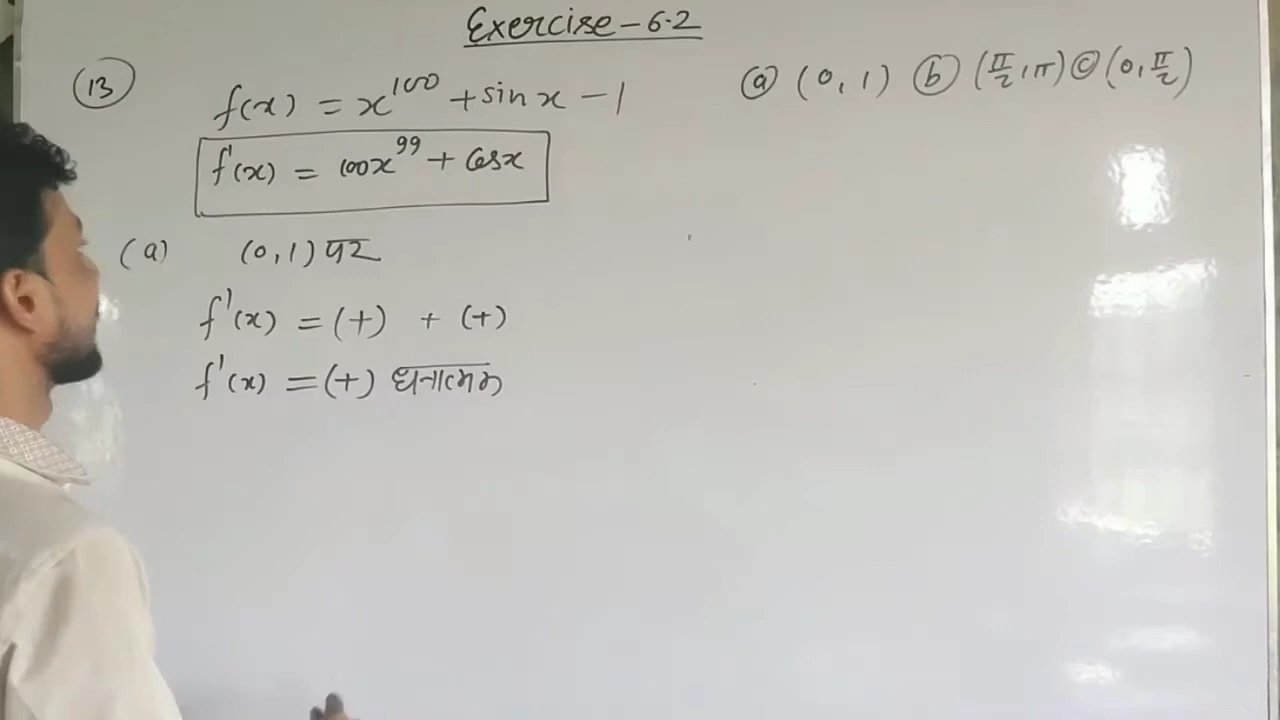 Exercise-6.2
(13) f(x) = x^100 + sin x - 1 (a) (0, 1) (b) (π/2, π) (c) (0, π/2)
f'(x) = 100x^99 + Cosx
(a) (0, 1) पर
f'(x) = (+) + (+)
f'(x) = (+) धनात्मक